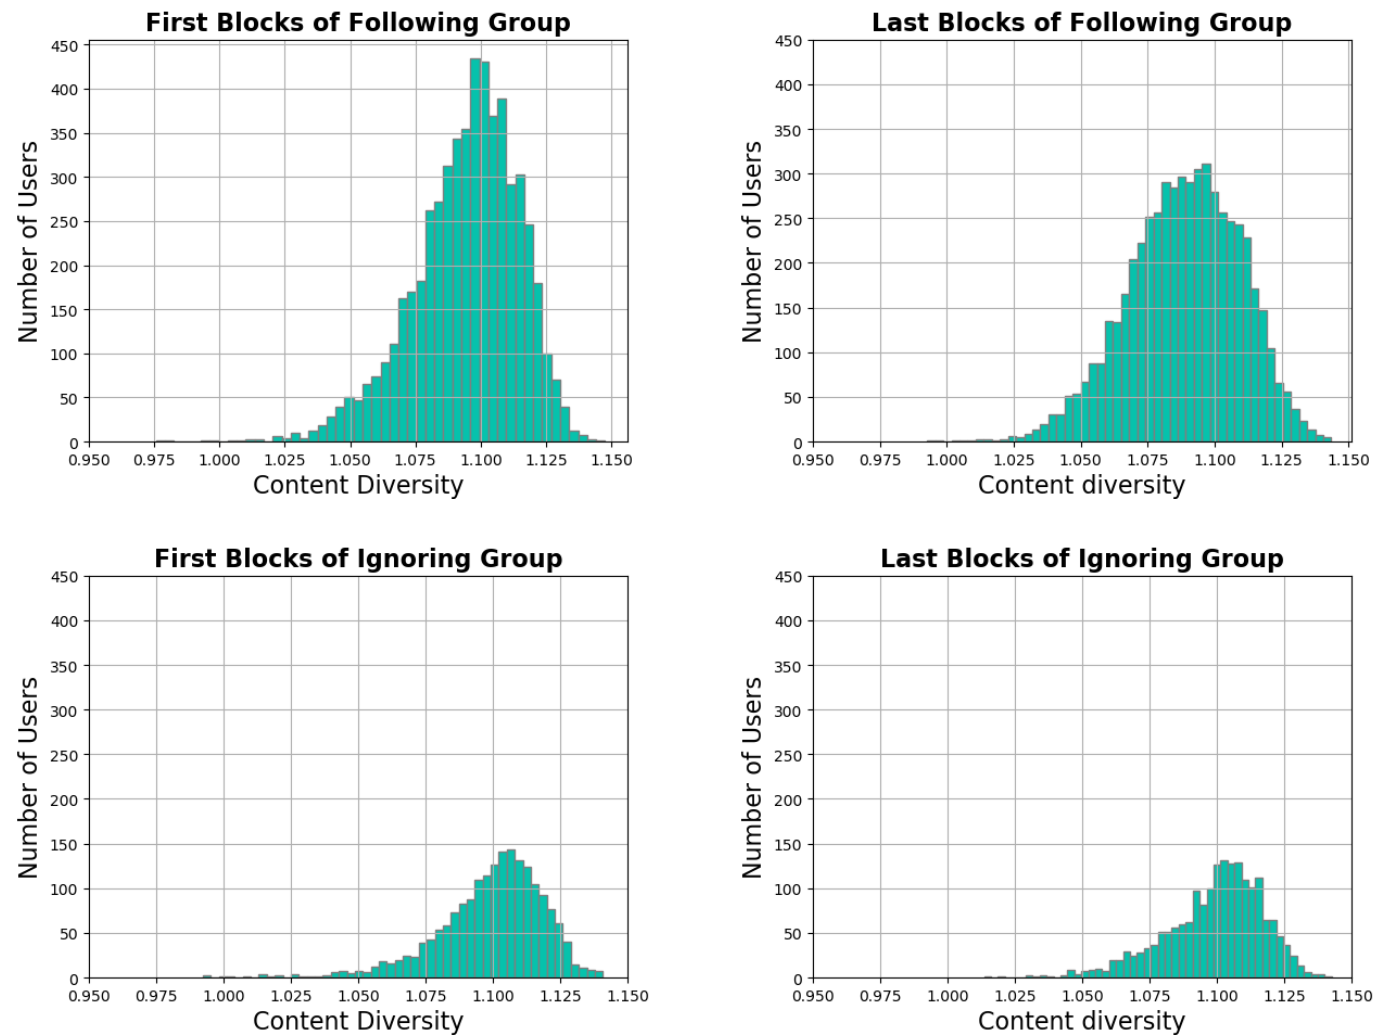 First Blocks of Following Group
450
400
350
300
250
200
150
100
50
0
Number of Users
0.950 0.975 1.000 1.025 1.050 1.075 1.100 1.125 1.150
Content Diversity
Last Blocks of Following Group
450
400
350
300
250
200
150
100
50
0
Number of Users
0.950 0.975 1.000 1.025 1.050 1.075 1.100 1.125 1.150
Content diversity
First Blocks of Ignoring Group
450
400
350
300
250
200
150
100
50
0
Number of Users
0.950 0.975 1.000 1.025 1.050 1.075 1.100 1.125 1.150
Content Diversity
Last Blocks of Ignoring Group
450
400
350
300
250
200
150
100
50
0
Number of Users
0.950 0.975 1.000 1.025 1.050 1.075 1.100 1.125 1.150
Content diversity